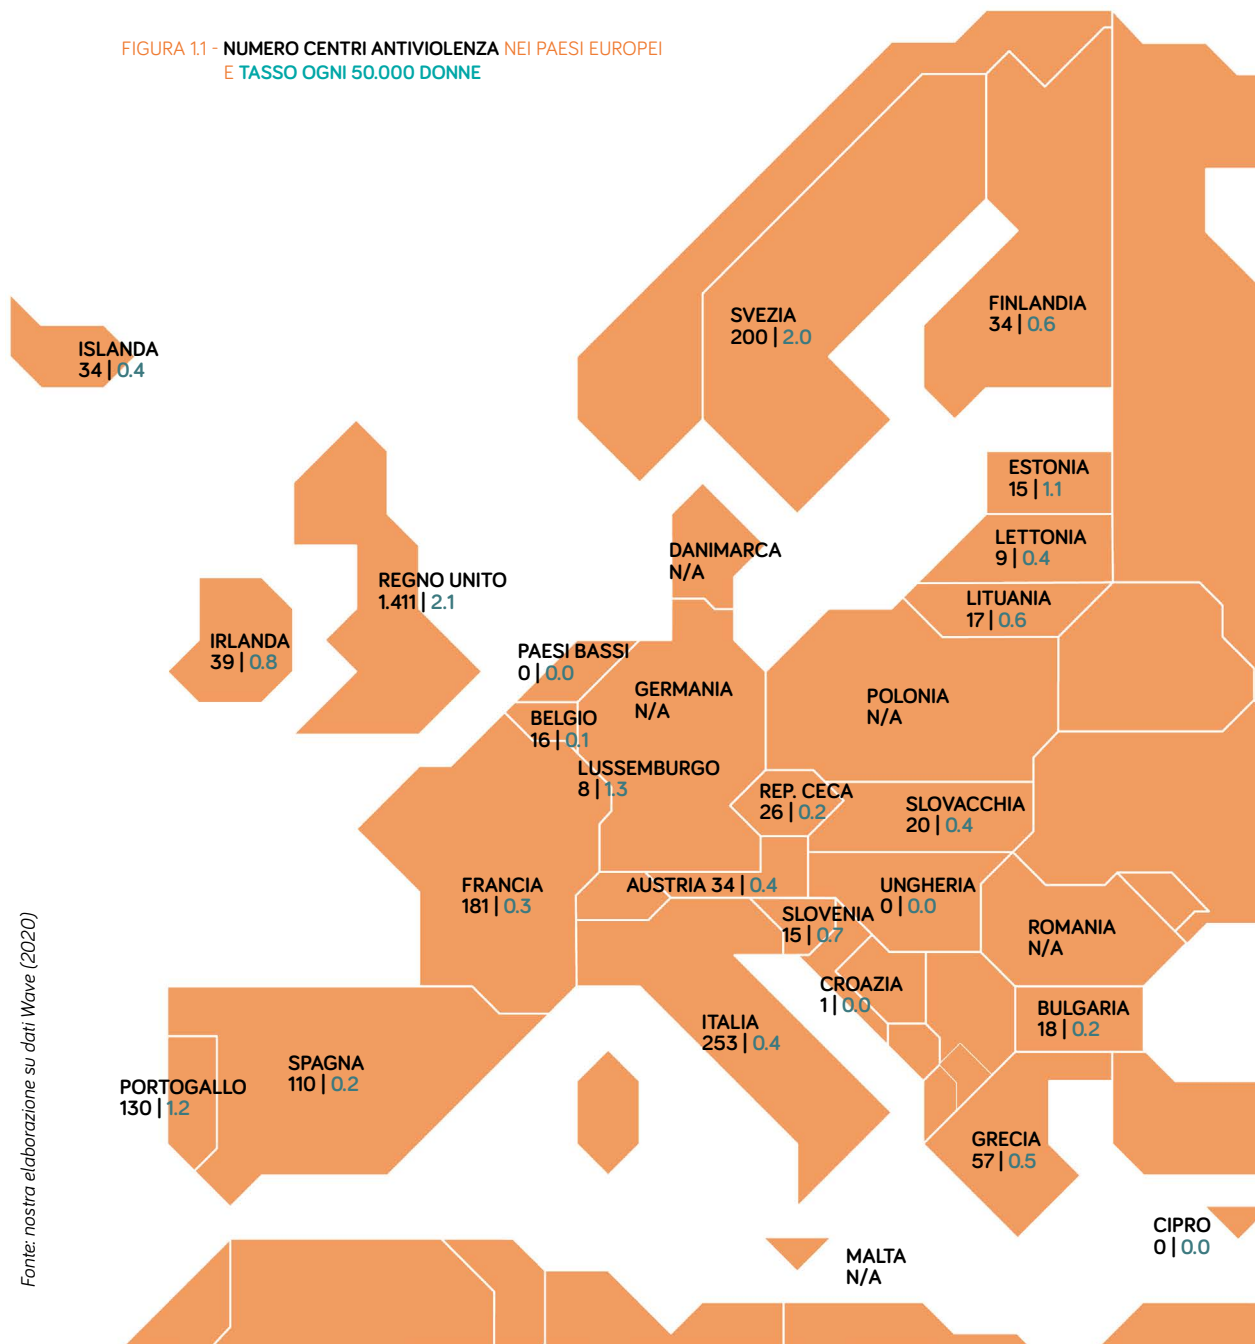 FIGURA 1.1 - NUMERO CENTRI ANTIVIOLENZA NEI PAESI EUROPEI
E TASSO OGNI 50.000 DONNE
FINLANDIA
34 | 0.6
SVEZIA
200 | 2.0
ISLANDA
34 | 0.4
ESTONIA
15 | 1.1
LETTONIA
9 | 0.4
DANIMARCA
N/A
REGNO UNITO
1.411 | 2.1
LITUANIA
17 | 0.6
IRLANDA
39 | 0.8
PAESI BASSI
0 | 0.0
GERMANIA
N/A
POLONIA
N/A
BELGIO
16 | 0.1
LUSSEMBURGO
8 | 1.3
REP. CECA
26 | 0.2
SLOVACCHIA
20 | 0.4
FRANCIA
181 | 0.3
AUSTRIA 34 | 0.4
UNGHERIA
0 | 0.0
SLOVENIA
15 | 0.7
ROMANIA
N/A
CROAZIA
1 | 0.0
BULGARIA
18 | 0.2
ITALIA
253 | 0.4
SPAGNA
110 | 0.2
PORTOGALLO
130 | 1.2
GRECIA
57 | 0.5
CIPRO
0 | 0.0
MALTA
N/A
Fonte: nostra elaborazione su dati Wave (2020)